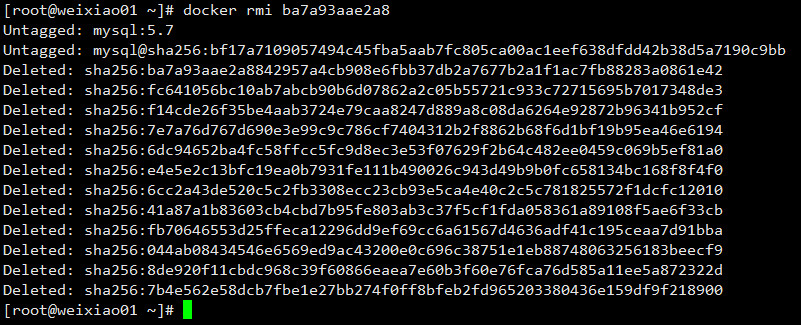 [root@weixiao01 ~]# docker rmi ba7a93aae2a8
Untagged: mysql:5.7
Untagged: mysql@sha256:bf17a7109057494c45fba5aab7fc805ca00ac1eef638dfdd42b38d5a7190c9bb
Deleted: sha256:ba7a93aae2a8842957a4cb908e6fbb37db2a7677b2a1f1ac7fb88283a0861e42
Deleted: sha256:fc641056bc10ab7abcb90b6d07862a2c05b55721c933c72715695b7017348de3
Deleted: sha256:f14cde26f35be4aab3724e79caa8247d889a8c08da6264e92872b96341b952cf
Deleted: sha256:7e7a76d767d690e3e99c9c786cf7404312b2f8862b68f6d1bf19b95ea46e6194
Deleted: sha256:6dc94652ba4fc58ffcc5fc9d8ec3e53f07629f2b64c482ee0459c069b5ef81a0
Deleted: sha256:e4e5e2c13bfc19ea0b7931fe111b490026c943d49b9b0fc658134bc168f8f4f0
Deleted: sha256:6cc2a43de520c5c2fb3308ecc23cb93e5ca4e40c2c5c781825572f1dcfc12010
Deleted: sha256:41a87a1b83603cb4cbd7b95fe803ab3c37f5cf1fda058361a89108f5ae6f33cb
Deleted: sha256:fb70646553d25ffeca12296dd9ef69cc6a61567d4636adf41c195ceaa7d91bba
Deleted: sha256:044ab08434546e6569ed9ac43200e0c696c38751e1eb88748063256183beecf9
Deleted: sha256:8de920f11cbdc968c39f60866eaea7e60b3f60e76fca76d585a11ee5a872322d
Deleted: sha256:7b4e562e58dcb7fbe1e27bb274f0ff8bfeb2fd965203380436e159df9f218900
[root@weixiao01 ~]#